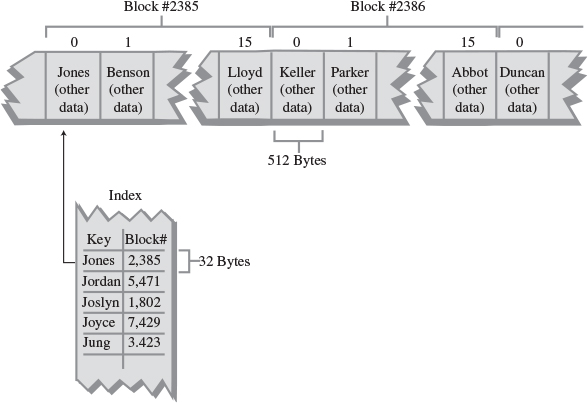 Block #2385
Block #2386
0 1 15 0 1 15 0
Jones Benson Lloyd Keller Parker Abbot Duncan
(other (other (other (other (other (other (other
data) data) data) data) data) data) data)
512 Bytes
Index
Key Block#
Jones 2,385
32 Bytes
Jordan 5,471
Joslyn 1,802
Joyce 7,429
Jung 3.423